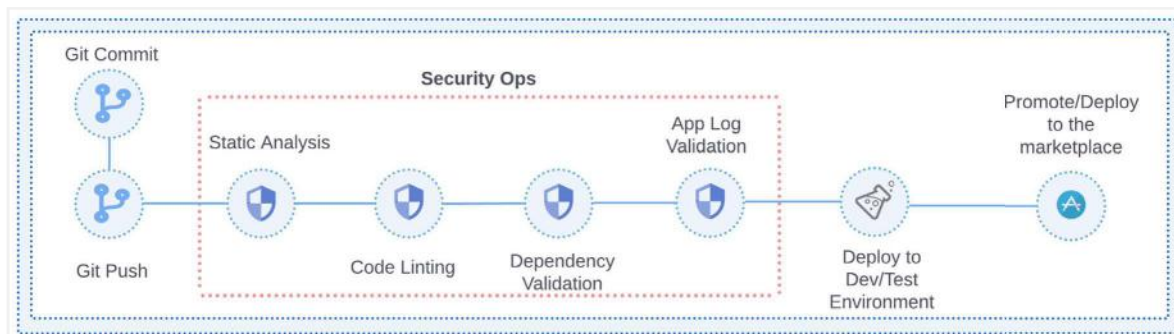 Git Commit
Security Ops
Static Analysis
App Log
Validation
Promote/Deploy
to the
marketplace
Git Push
Code Linting
Dependency
Validation
Deploy to
Dev/Test
Environment